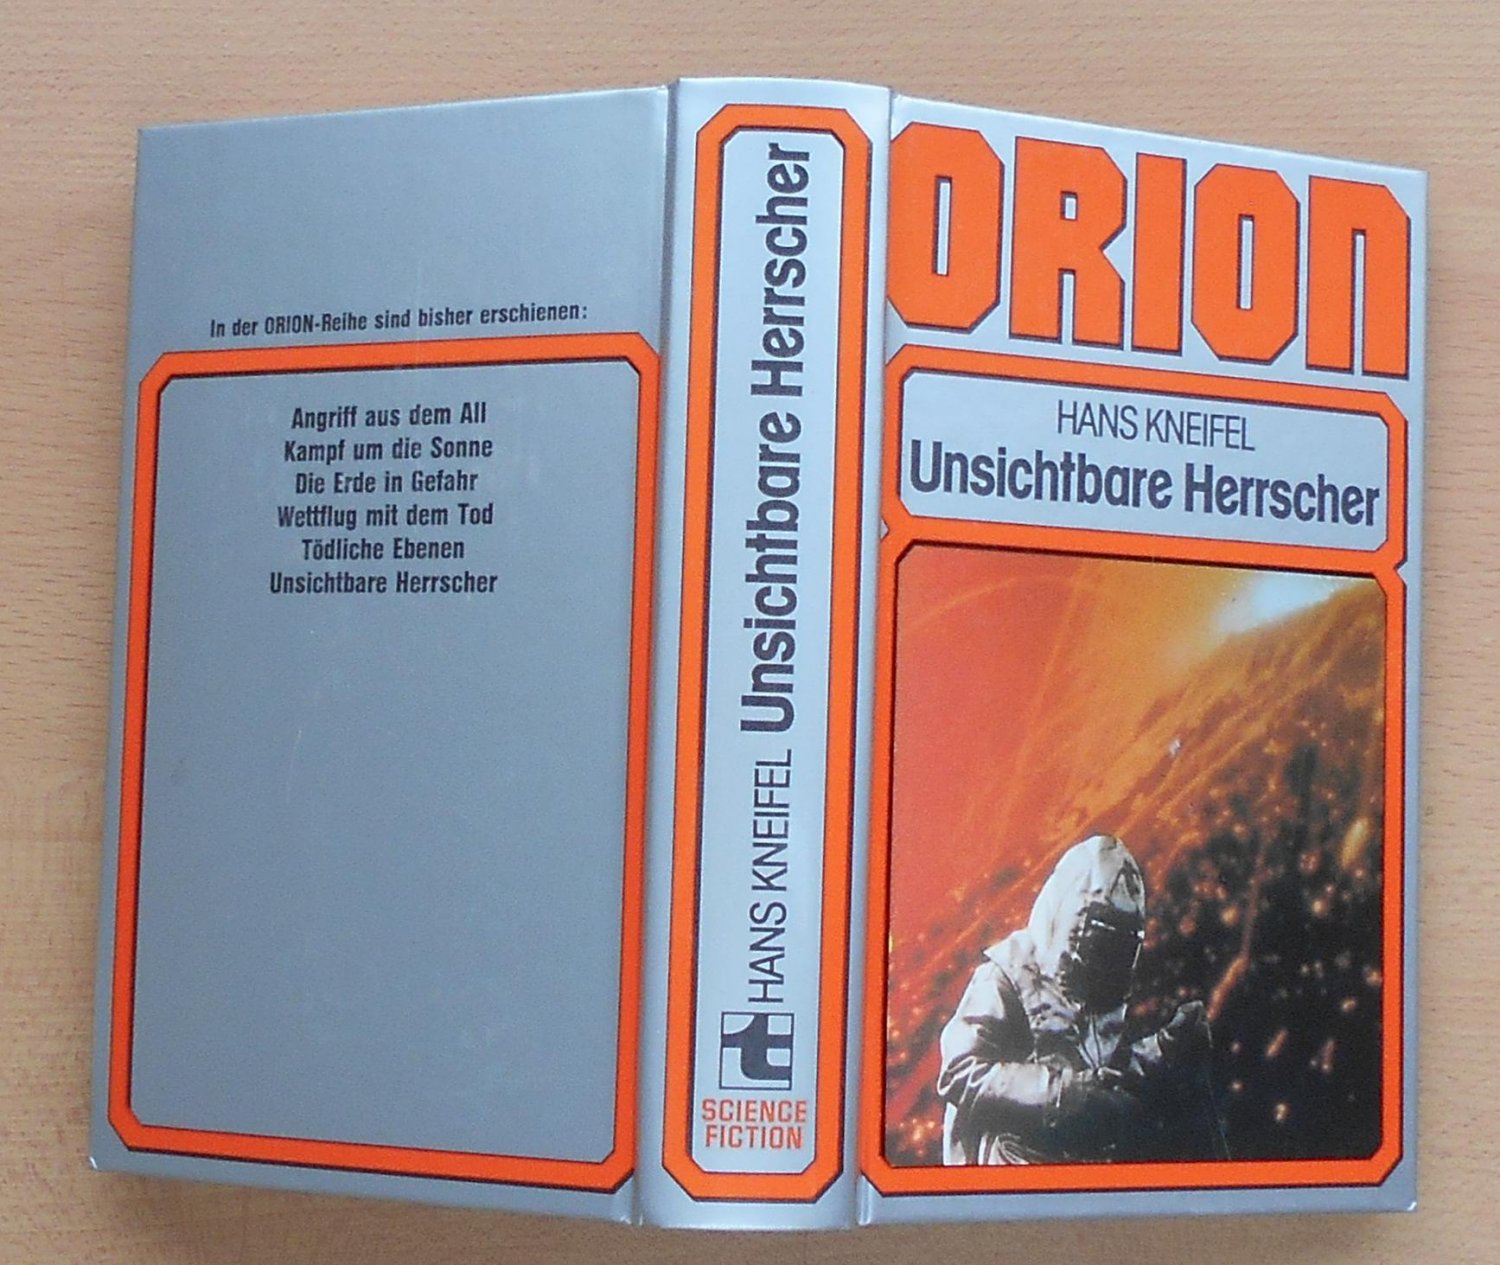 In der ORION-Reihe sind bisher erschienen:
Angriff aus dem All
Kampf um die Sonne
Die Erde in Gefahr
Wettflug mit dem Tod
Tödliche Ebenen
Unsichtbare Herrscher
HANS KNEIFEL Unsichtbare Herrscher
SCIENCE
FICTION
ORION
HANS KNEIFEL
Unsichtbare Herrscher